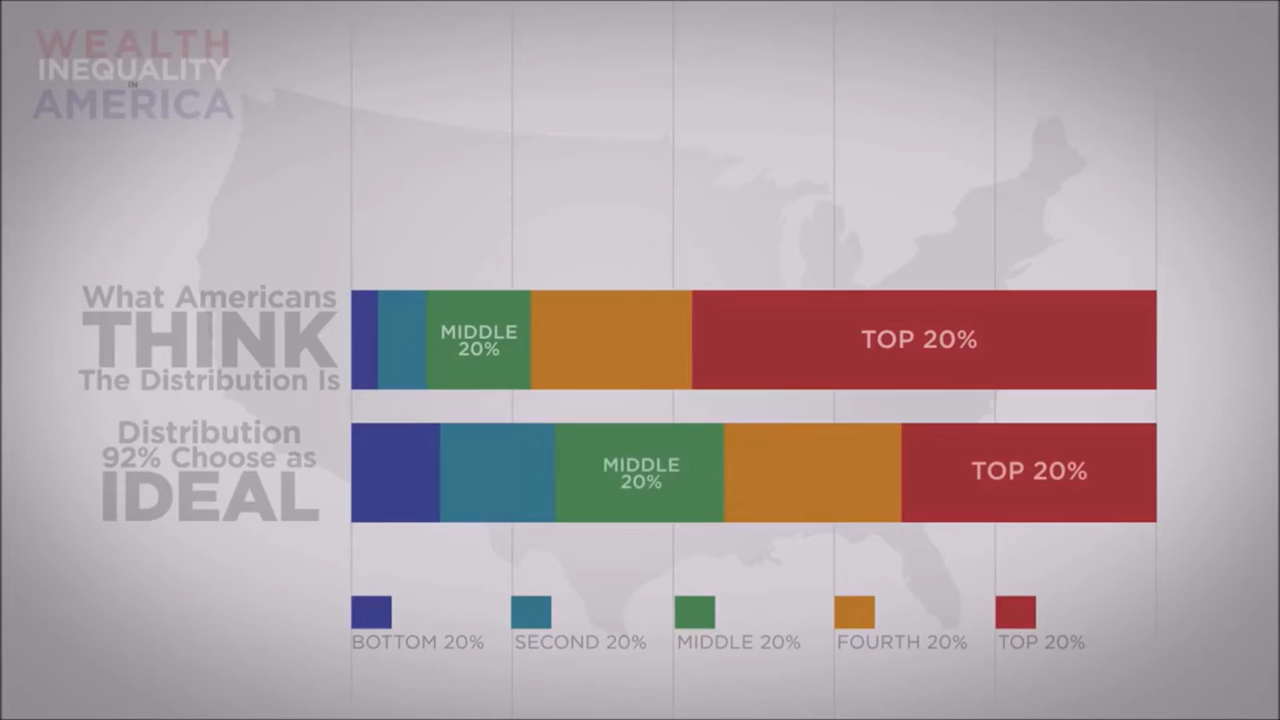 WEALTH
INEQUALITY
IN
AMERICA
What Americans
THINK
The Distribution Is
MIDDLE
20%
TOP 20%
Distribution
92% Choose as
IDEAL
MIDDLE
20%
TOP 20%
BOTTOM 20%
SECOND 20%
MIDDLE 20%
FOURTH 20%
TOP 20%